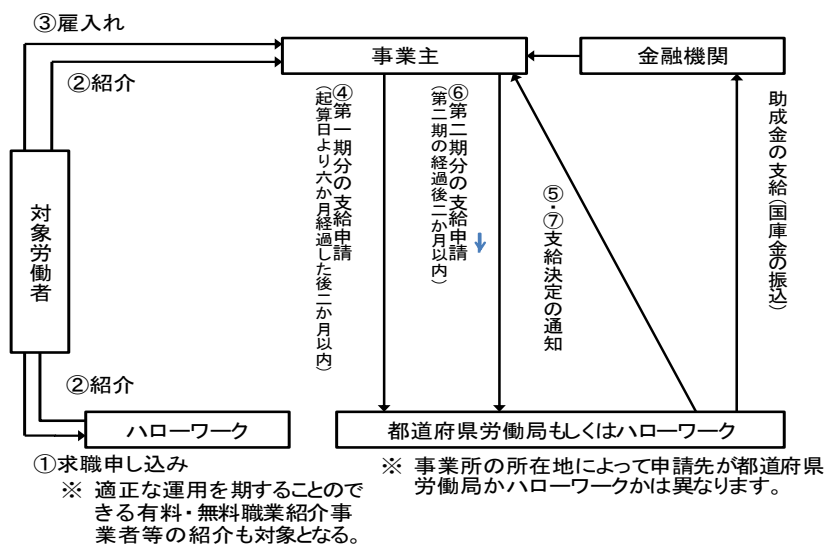 ③雇入れ
事業主
金融機関
②紹介
④第一期分の支給申請
(起算日より六か月経過した後二か月以内)
⑥第二期分の支給申請
(第二期の経過後二か月以内)
⑤・⑦支給決定の通知
助成金の支給(国庫金の振込)
対象労働者
②紹介
ハローワーク
都道府県労働局もしくはハローワーク
①求職申し込み
※ 適正な運用を期することので
きる有料・無料職業紹介事
業者等の紹介も対象となる。
※ 事業所の所在地によって申請先が都道府県
労働局かハローワークかは異なります。